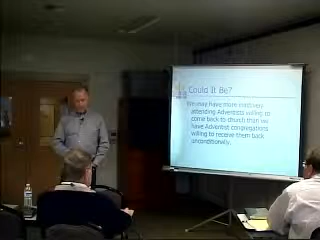 Could It Be?
We may have more inactive/
attending Adventists willing to
come back to church than we
have Adventist congregations
willing to receive them back
unconditionally.